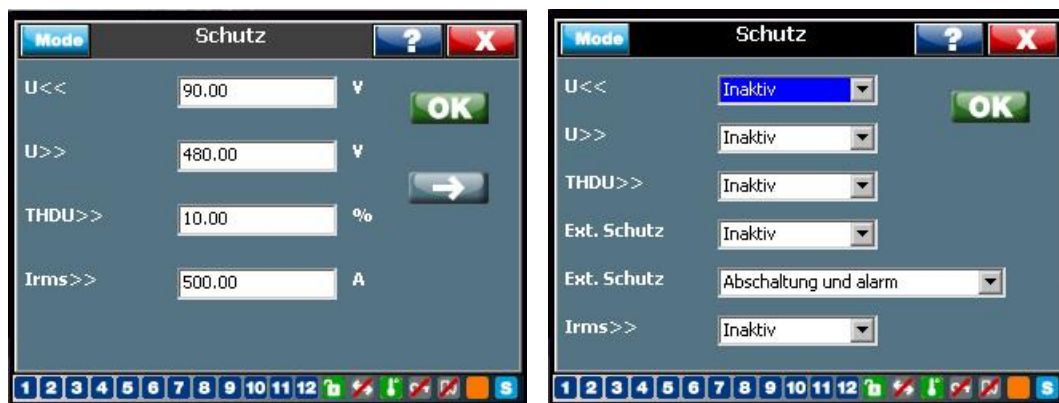 Mode Schutz ? X
U<< 90.00 V OK
U>> 480.00 V
THDU>> 10.00 %
Irms>> 500.00 A
1 2 3 4 5 6 7 8 9 10 11 12 S
Mode Schutz ? X
U<< Inaktiv OK
U>> Inaktiv
THDU>> Inaktiv
Ext. Schutz Inaktiv
Ext. Schutz Abschaltung und alarm
Irms>> Inaktiv
1 2 3 4 5 6 7 8 9 10 11 12 S